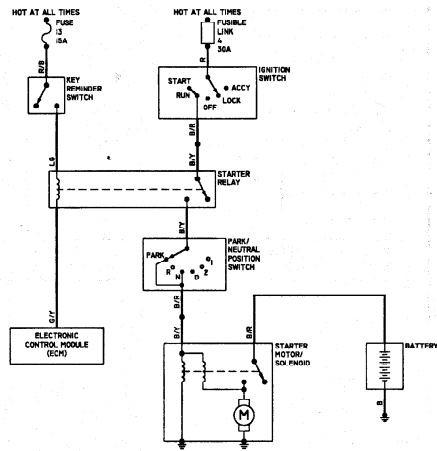 HOT AT ALL TIMES
FUSE
13
15A
R/B
KEY
REMINDER
SWITCH
HOT AT ALL TIMES
FUSIBLE
LINK
4
30A
R
IGNITION
SWITCH
START
RUN
OFF
ACCY
LOCK
B/R
B/Y
LG
STARTER
RELAY
B/Y
PARK/
NEUTRAL
POSITION
SWITCH
PARK
R
N
D
2
1
B/R
B/Y
B/R
G/Y
ELECTRONIC
CONTROL MODULE
(ECM)
STARTER
MOTOR/
SOLENOID
M
BATTERY
B